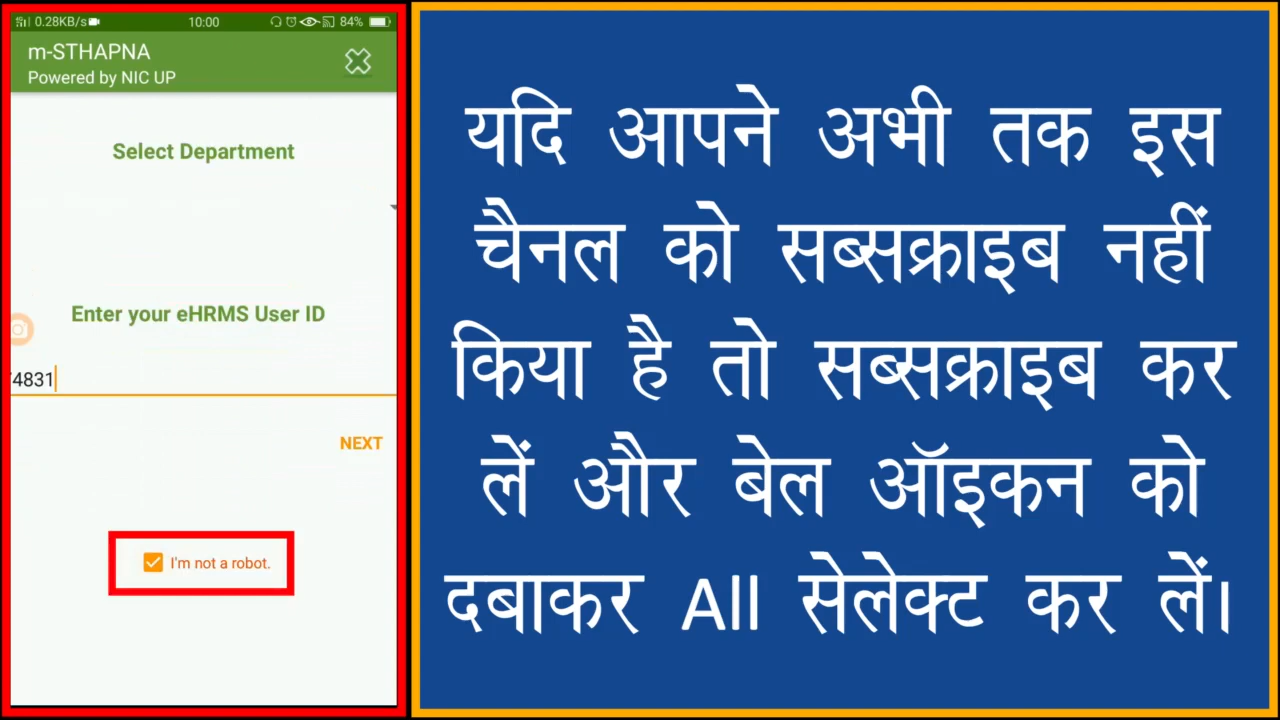 0.28KB/s 10:00 84%
m-STHAPNA
Powered by NIC UP
Select Department
Enter your eHRMS User ID
74831
NEXT
I'm not a robot.
यदि आपने अभी तक इस
चैनल को सब्सक्राइब नहीं
किया है तो सब्सक्राइब कर
लें और बेल ऑइकन को
दबाकर All सेलेक्ट कर लें।